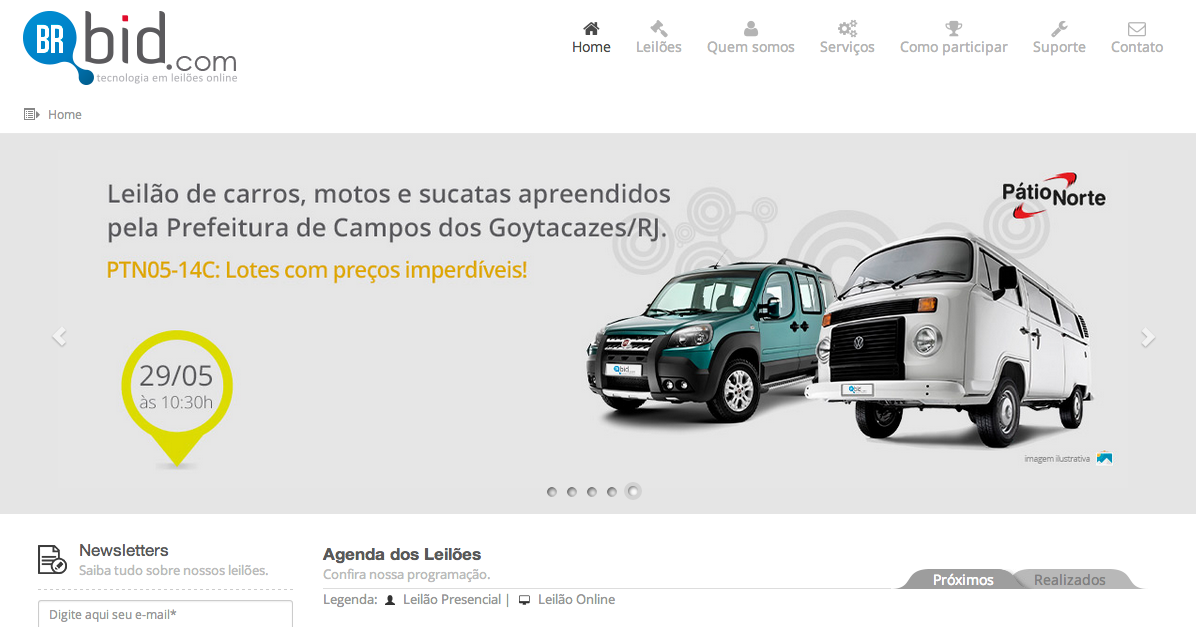 BR bid.com
tecnologia em leilões online
Home
Leilões
Quem somos
Serviços
Como participar
Suporte
Contato
Home
Leilão de carros, motos e sucatas apreendidos
pela Prefeitura de Campos dos Goytacazes/RJ.
PTN05-14C: Lotes com preços imperdíveis!
PátioNorte
29/05
às 10:30h
imagem ilustrativa
Newsletters
Saiba tudo sobre nossos leilões.
Digite aqui seu e-mail*
Agenda dos Leilões
Confira nossa programação.
Próximos
Realizados
Legenda: Leilão Presencial | Leilão Online